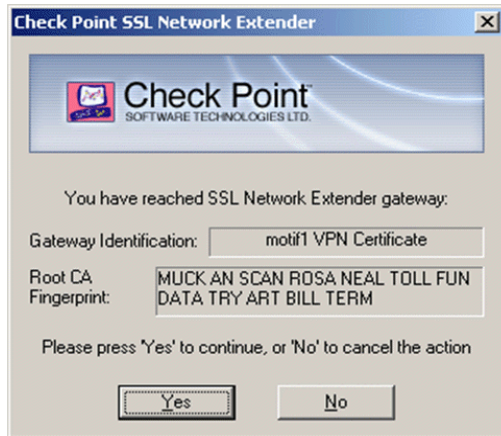 Check Point SSL Network Extender
Check Point™
SOFTWARE TECHNOLOGIES LTD.
You have reached SSL Network Extender gateway:
Gateway Identification: motif1 VPN Certificate
Root CA
Fingerprint:
MUCK AN SCAN ROSA NEAL TOLL FUN
DATA TRY ART BILL TERM
Please press 'Yes' to continue, or 'No' to cancel the action
Yes
No